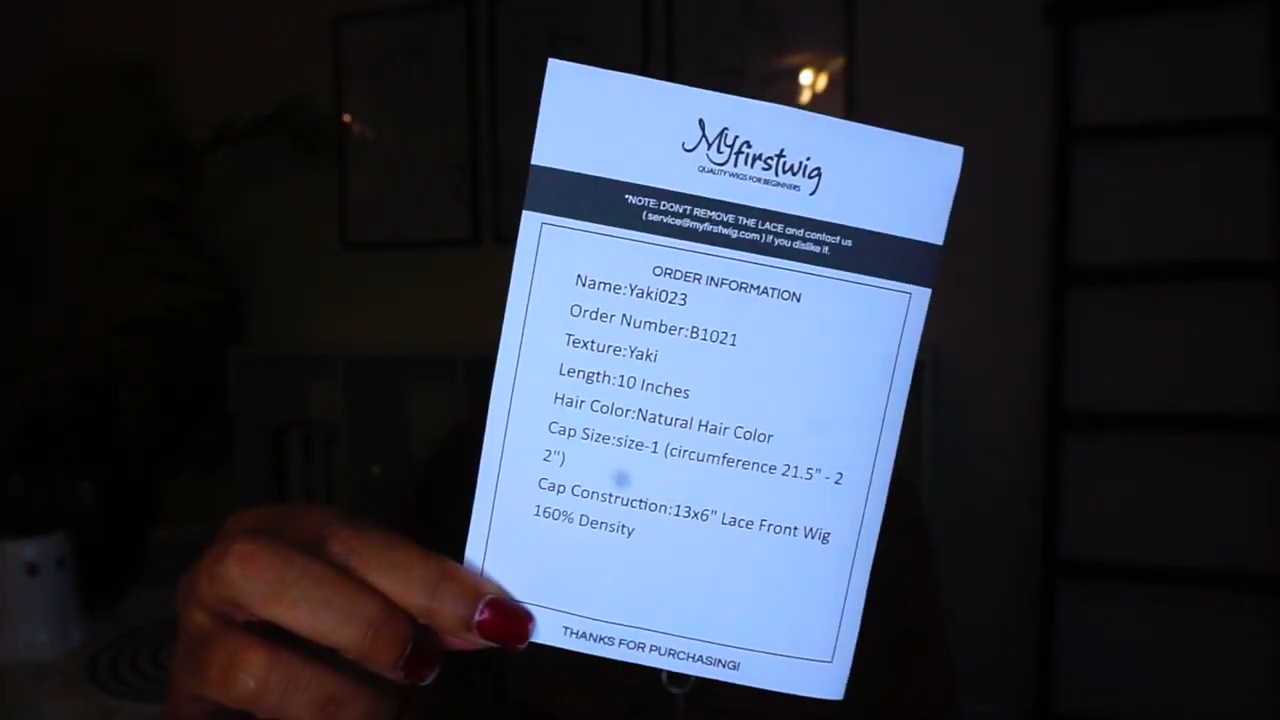 Myfirstwig
QUALITY WIGS FOR BEGINNERS
*NOTE: DON'T REMOVE THE LACE and contact us
( service@myfirstwig.com ) if you dislike it.
ORDER INFORMATION
Name:Yaki023
Order Number:B1021
Texture:Yaki
Length:10 Inches
Hair Color:Natural Hair Color
Cap Size:size-1 (circumference 21.5" - 2
2")
Cap Construction:13x6" Lace Front Wig
160% Density
THANKS FOR PURCHASING!